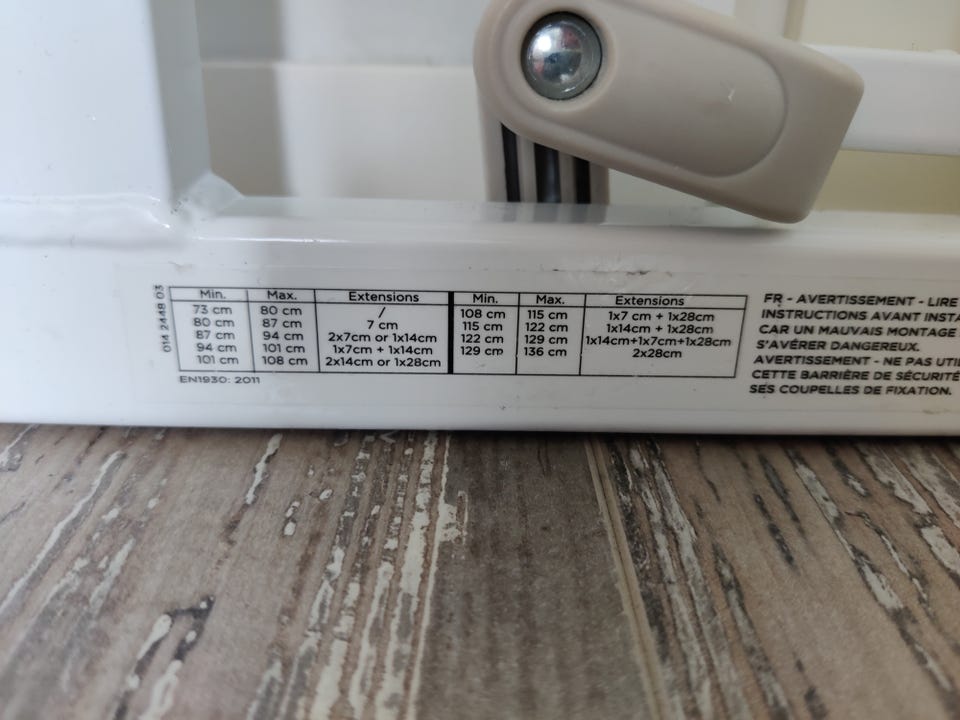 014 2448 03
Min. Max. Extensions
73 cm 80 cm /
80 cm 87 cm 7 cm
87 cm 94 cm 2x7cm or 1x14cm
94 cm 101 cm 1x7cm + 1x14cm
101 cm 108 cm 2x14cm or 1x28cm
Min. Max. Extensions
108 cm 115 cm 1x7 cm + 1x28cm
115 cm 122 cm 1x14cm + 1x28cm
122 cm 129 cm 1x14cm+1x7cm+1x28cm
129 cm 136 cm 2x28cm
EN1930: 2011
FR - AVERTISSEMENT - LIRE
INSTRUCTIONS AVANT INSTA
CAR UN MAUVAIS MONTAGE
S'AVÉRER DANGEREUX.
AVERTISSEMENT - NE PAS UTI
CETTE BARRIÈRE DE SÉCURITÉ
SES COUPELLES DE FIXATION.